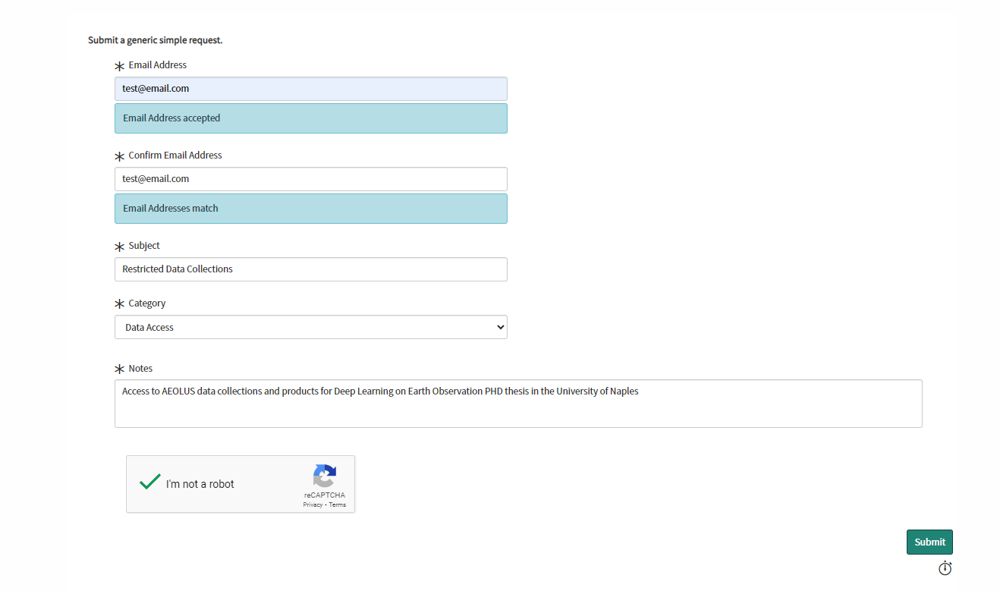 Submit a generic simple request.
Email Address
test@email.com
Email Address accepted
Confirm Email Address
test@email.com
Email Addresses match
Subject
Restricted Data Collections
Category
Data Access
Notes
Access to AEOLUS data collections and products for Deep Learning on Earth Observation PHD thesis in the University of Naples
I'm not a robot
reCAPTCHA
Privacy - Terms
Submit